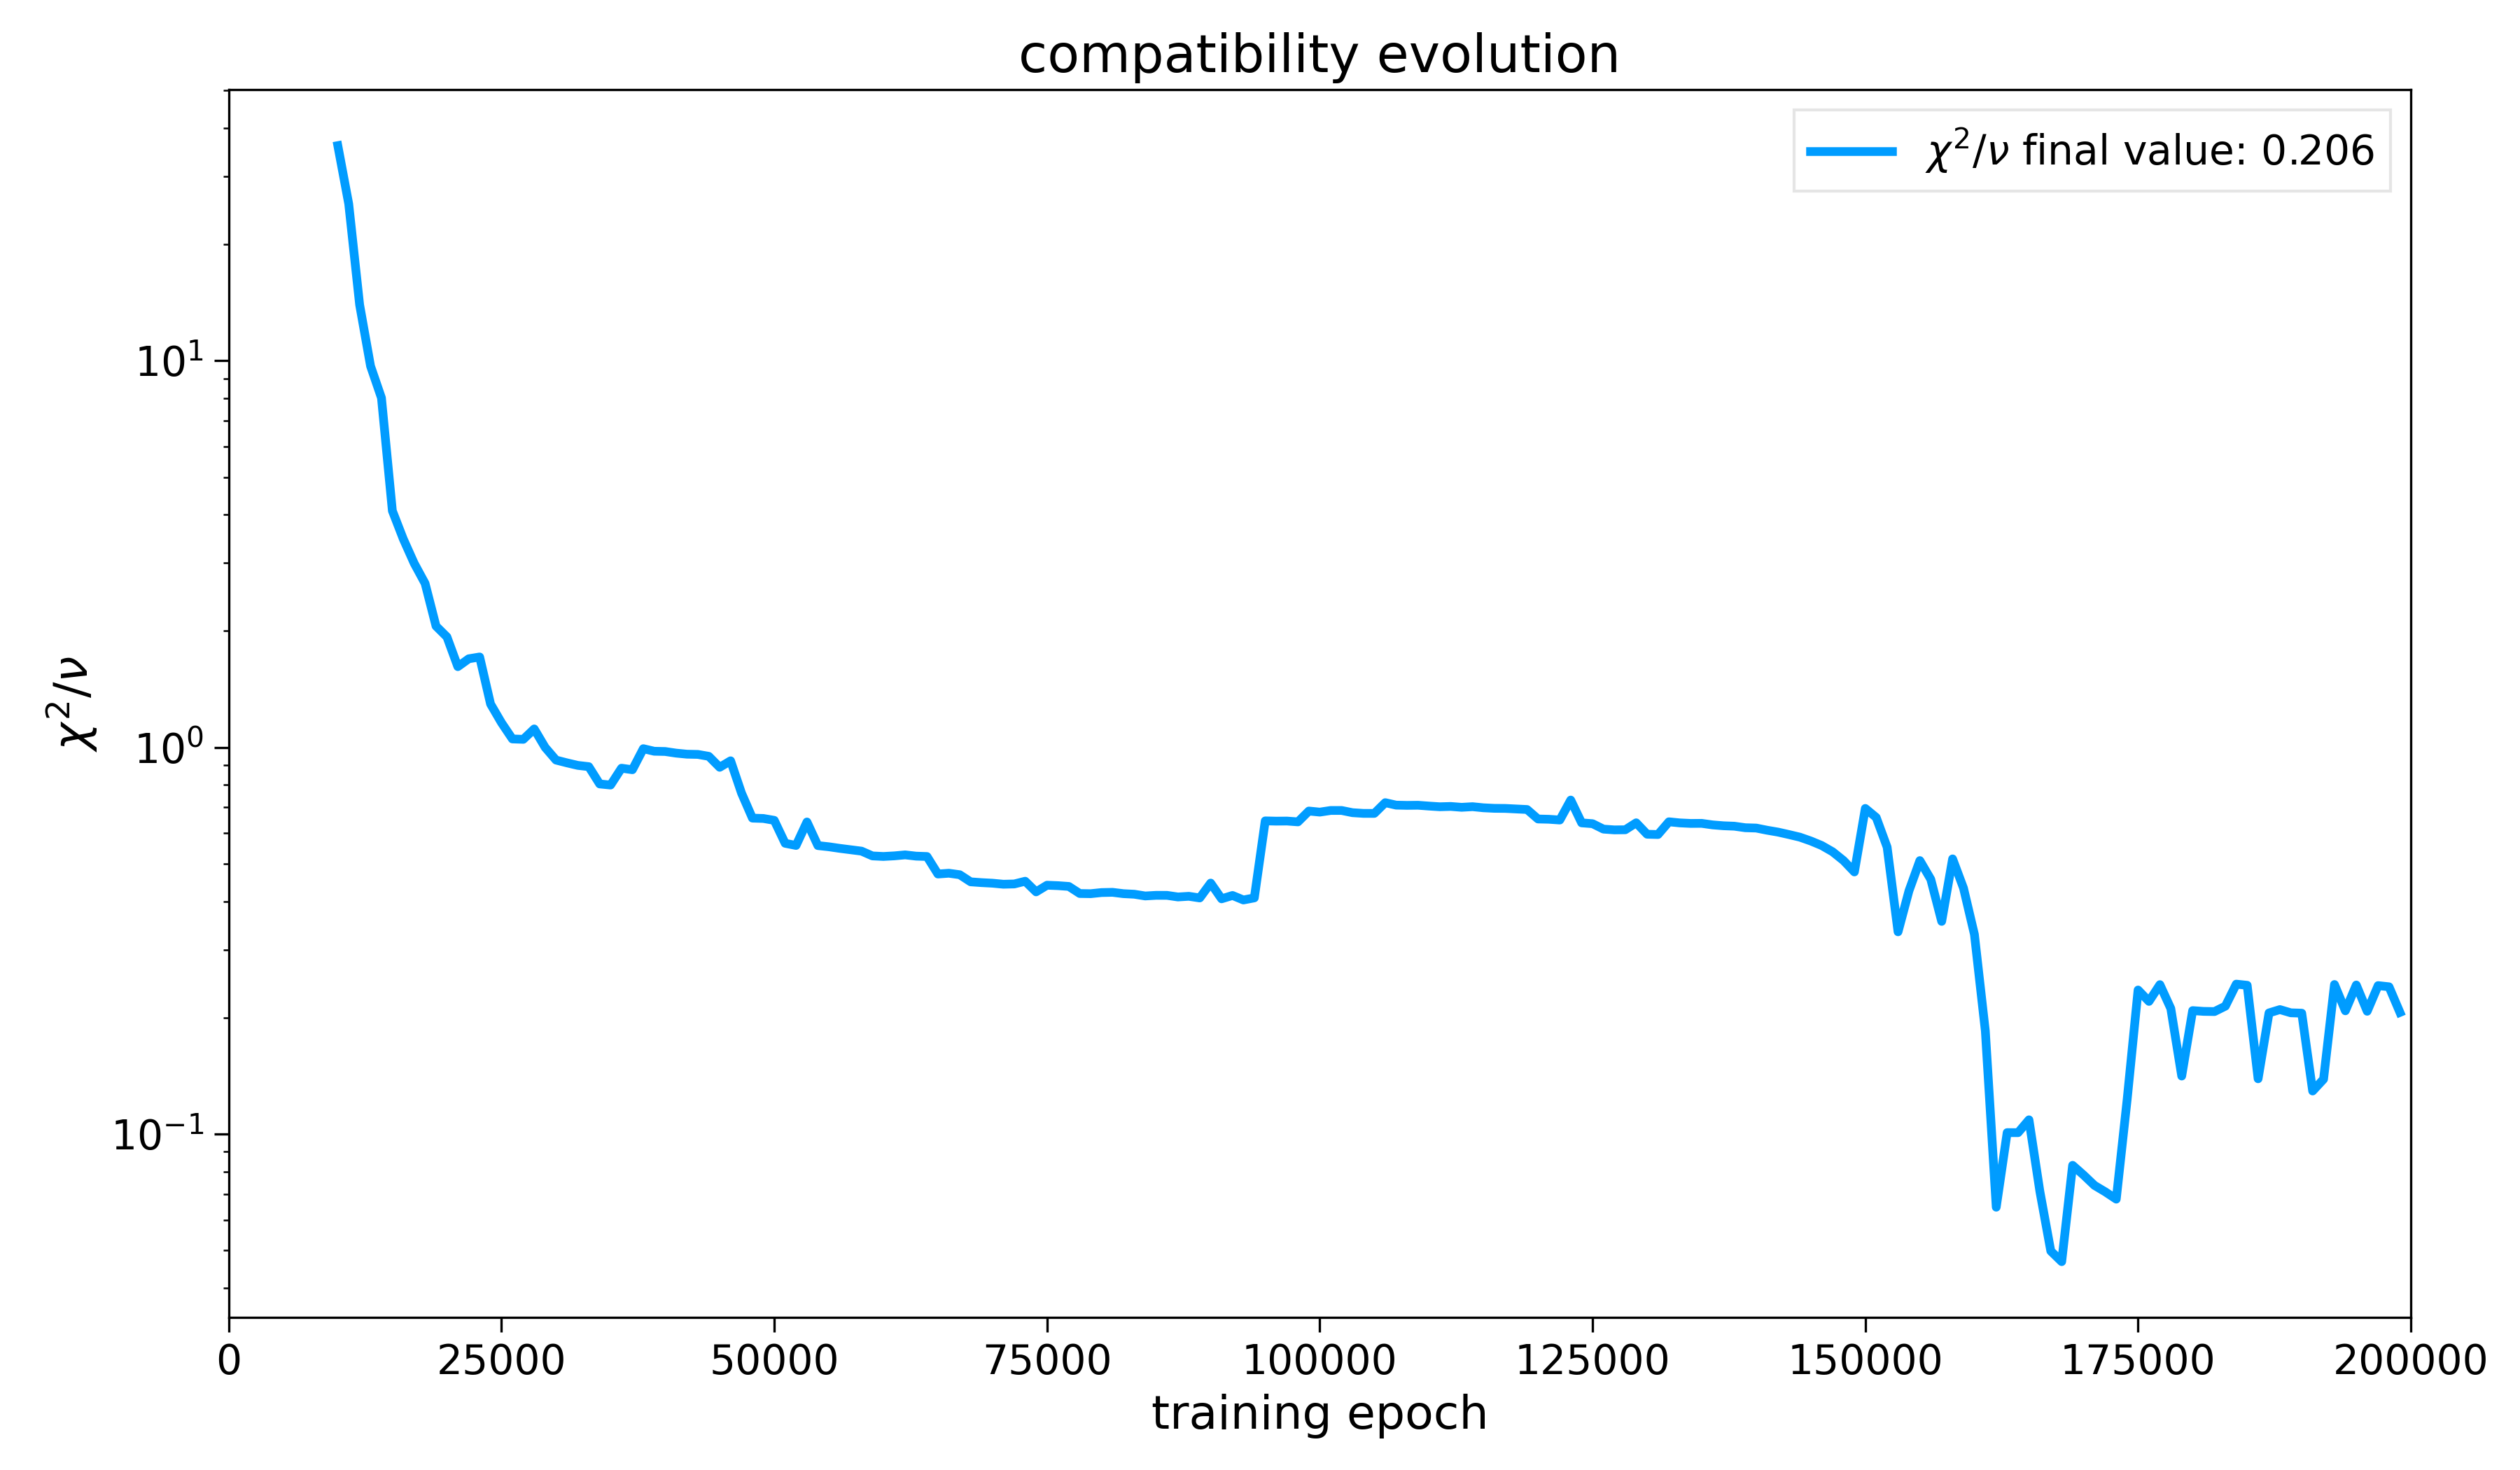 compatibility evolution
χ²/ν final value: 0.206
χ²/ν
10¹
10⁰
10⁻¹
0 25000 50000 75000 100000 125000 150000 175000 200000
training epoch